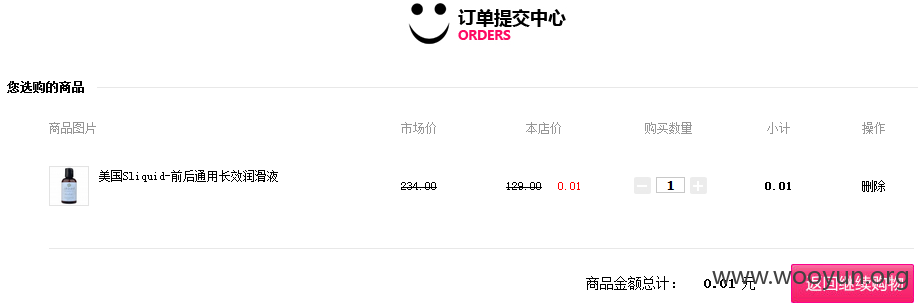 订单提交中心
ORDERS
您选购的商品
商品图片 市场价 本店价 购买数量 小计 操作
美国Sliquid-前后通用长效润滑液 234.00 129.00 0.01 1 0.01 删除
商品金额总计： 0.01 元 返回继续购物
www.wooyun.org